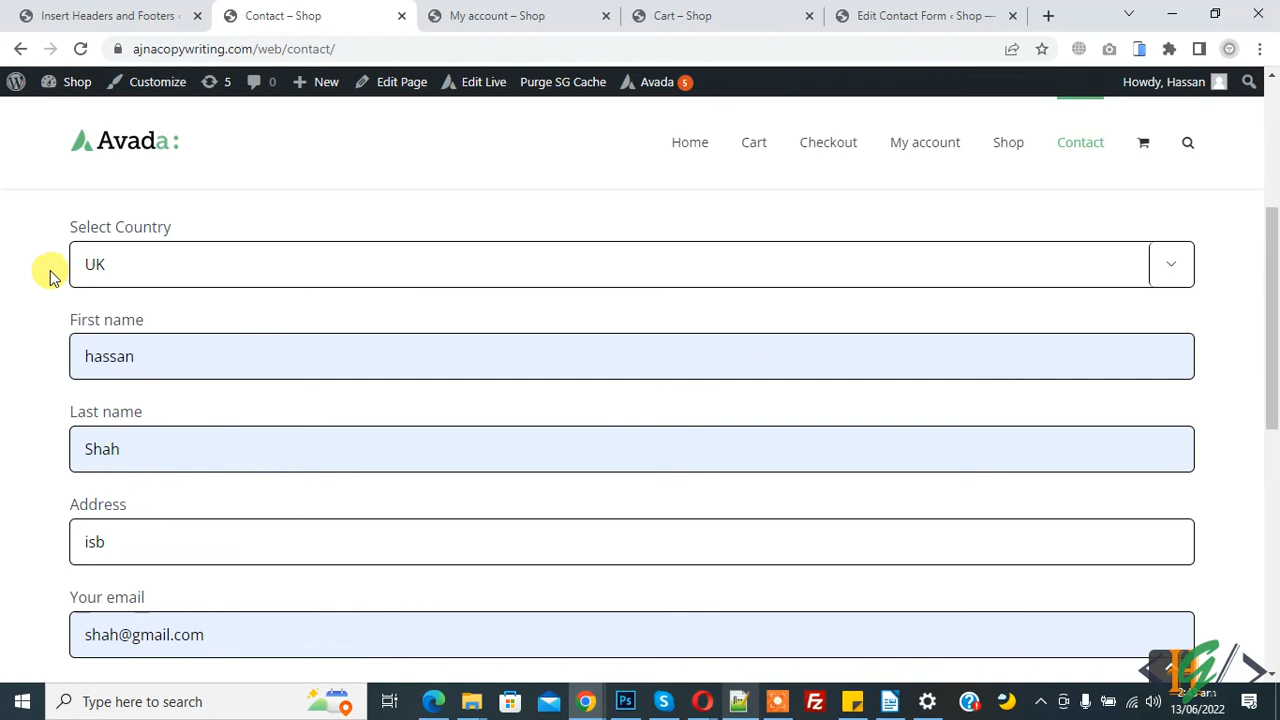 Insert Headers and Footers ‹
Contact – Shop
My account – Shop
Cart – Shop
Edit Contact Form ‹ Shop —
ajnacopywriting.com/web/contact/
Shop
Customize
5
0
New
Edit Page
Edit Live
Purge SG Cache
Avada 5
Howdy, Hassan
Avada:
Home
Cart
Checkout
My account
Shop
Contact
Select Country
UK
First name
hassan
Last name
Shah
Address
isb
Your email
shah@gmail.com
Type here to search
13/06/2022